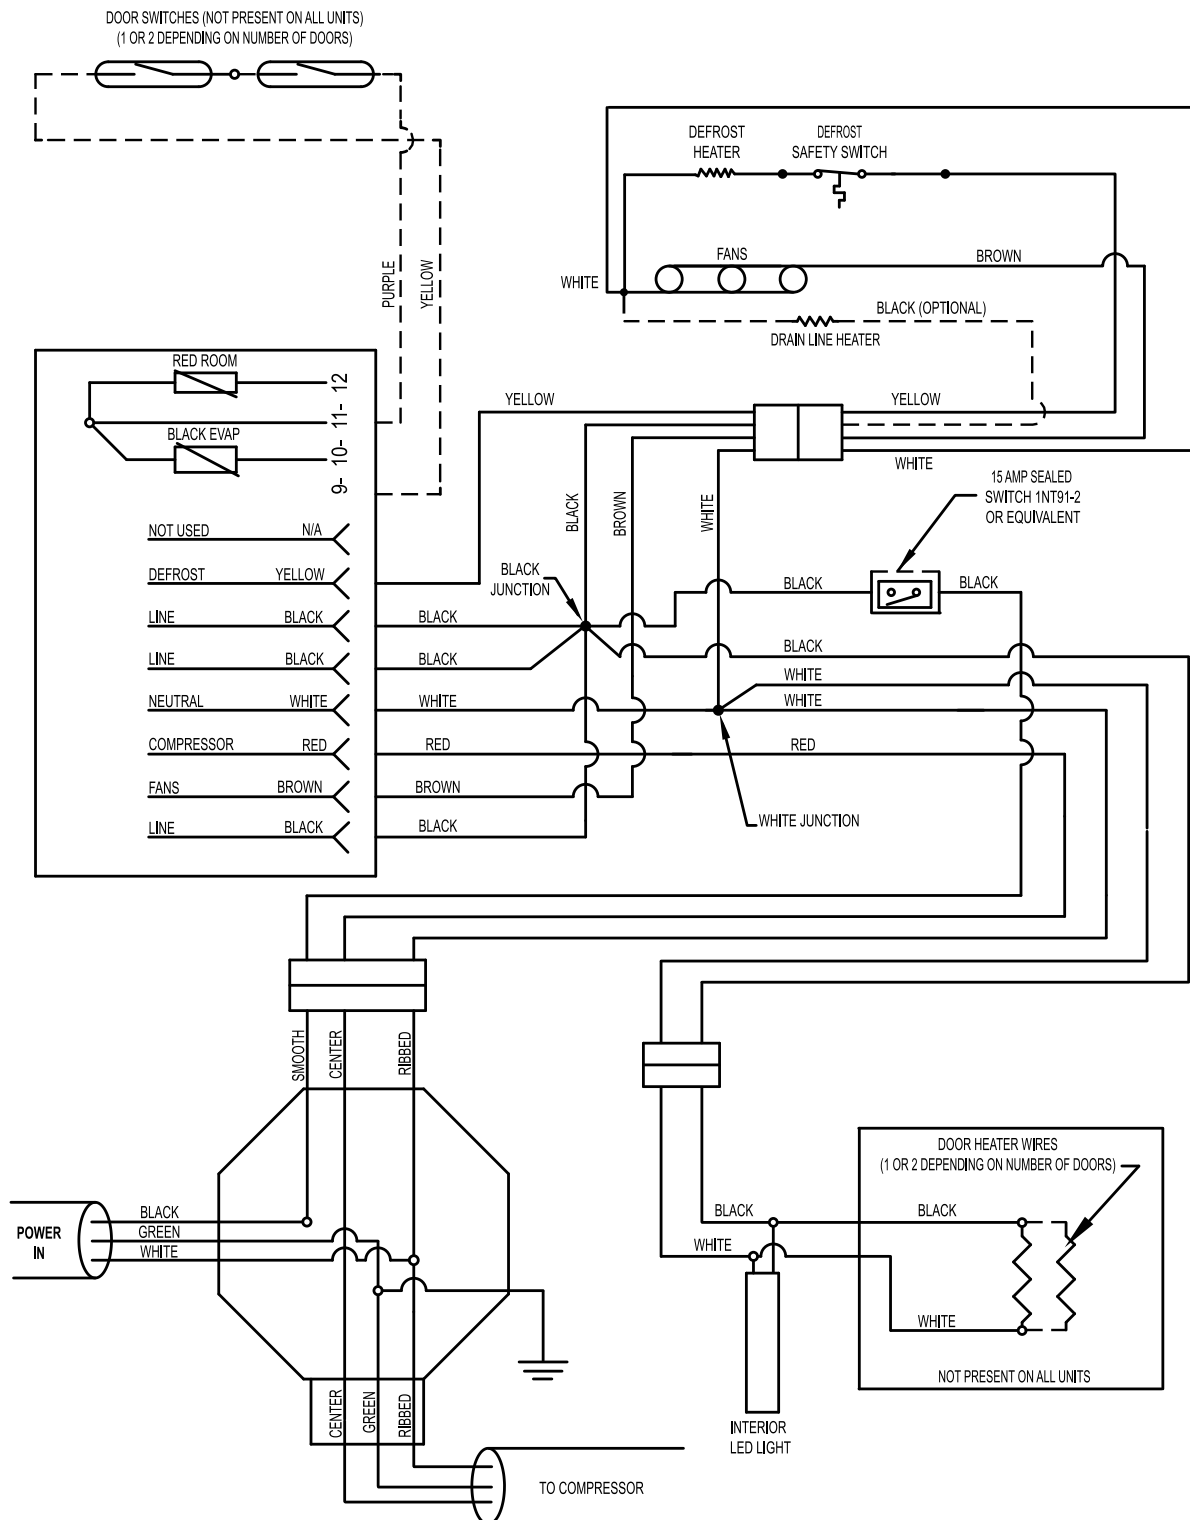 DOOR SWITCHES (NOT PRESENT ON ALL UNITS)
(1 OR 2 DEPENDING ON NUMBER OF DOORS)
DEFROST
HEATER
DEFROST
SAFETY SWITCH
FANS
BROWN
WHITE
BLACK (OPTIONAL)
DRAIN LINE HEATER
PURPLE
YELLOW
RED ROOM
12
11-
BLACK EVAP
10-
9-
YELLOW
YELLOW
WHITE
15 AMP SEALED
SWITCH 1NT91-2
OR EQUIVALENT
BLACK
BROWN
WHITE
NOT USED N/A
DEFROST YELLOW
BLACK
JUNCTION
BLACK
BLACK
LINE BLACK
BLACK
LINE BLACK
BLACK
BLACK
WHITE
NEUTRAL WHITE
WHITE
WHITE
COMPRESSOR RED
RED
RED
FANS BROWN
BROWN
LINE BLACK
BLACK
WHITE JUNCTION
SMOOTH
CENTER
RIBBED
DOOR HEATER WIRES
(1 OR 2 DEPENDING ON NUMBER OF DOORS)
POWER
IN
BLACK
GREEN
WHITE
BLACK
BLACK
WHITE
WHITE
NOT PRESENT ON ALL UNITS
CENTER
GREEN
RIBBED
INTERIOR
LED LIGHT
TO COMPRESSOR